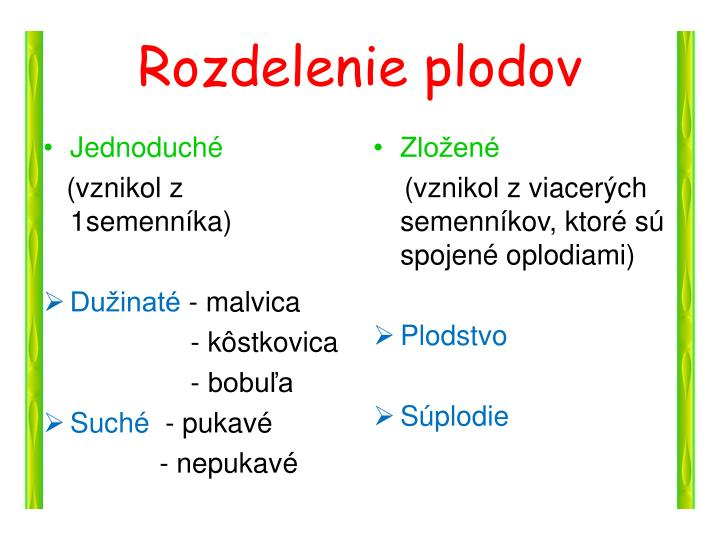 Rozdelenie plodov
• Jednoduché
(vznikol z
1semenníka)
➢ Dužinaté - malvica
- kôstkovica
- bobuľa
➢ Suché - pukavé
- nepukavé
• Zložené
(vznikol z viacerých
semenníkov, ktoré sú
spojené oplodiami)
➢ Plodstvo
➢ Súplodie